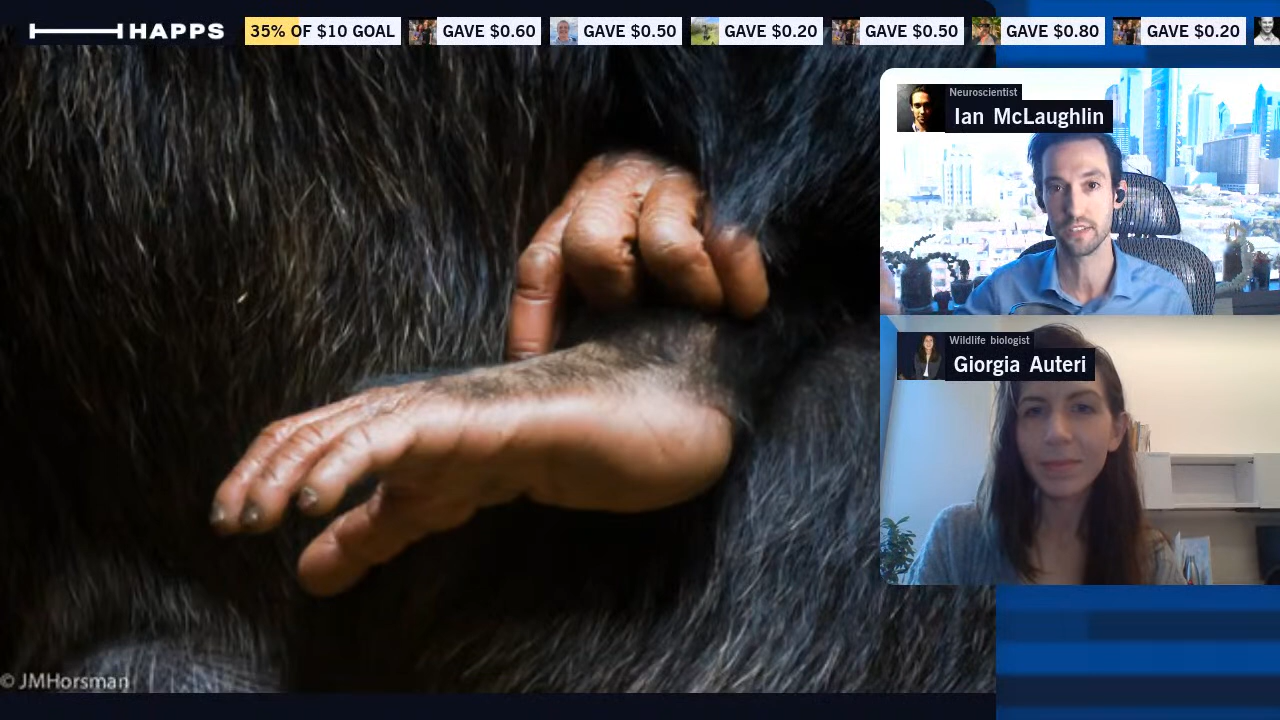 HAPPS
35% OF $10 GOAL
GAVE $0.60
GAVE $0.50
GAVE $0.20
GAVE $0.50
GAVE $0.80
GAVE $0.20
Neuroscientist
Ian McLaughlin
Wildlife biologist
Giorgia Auteri
© JMHorsman